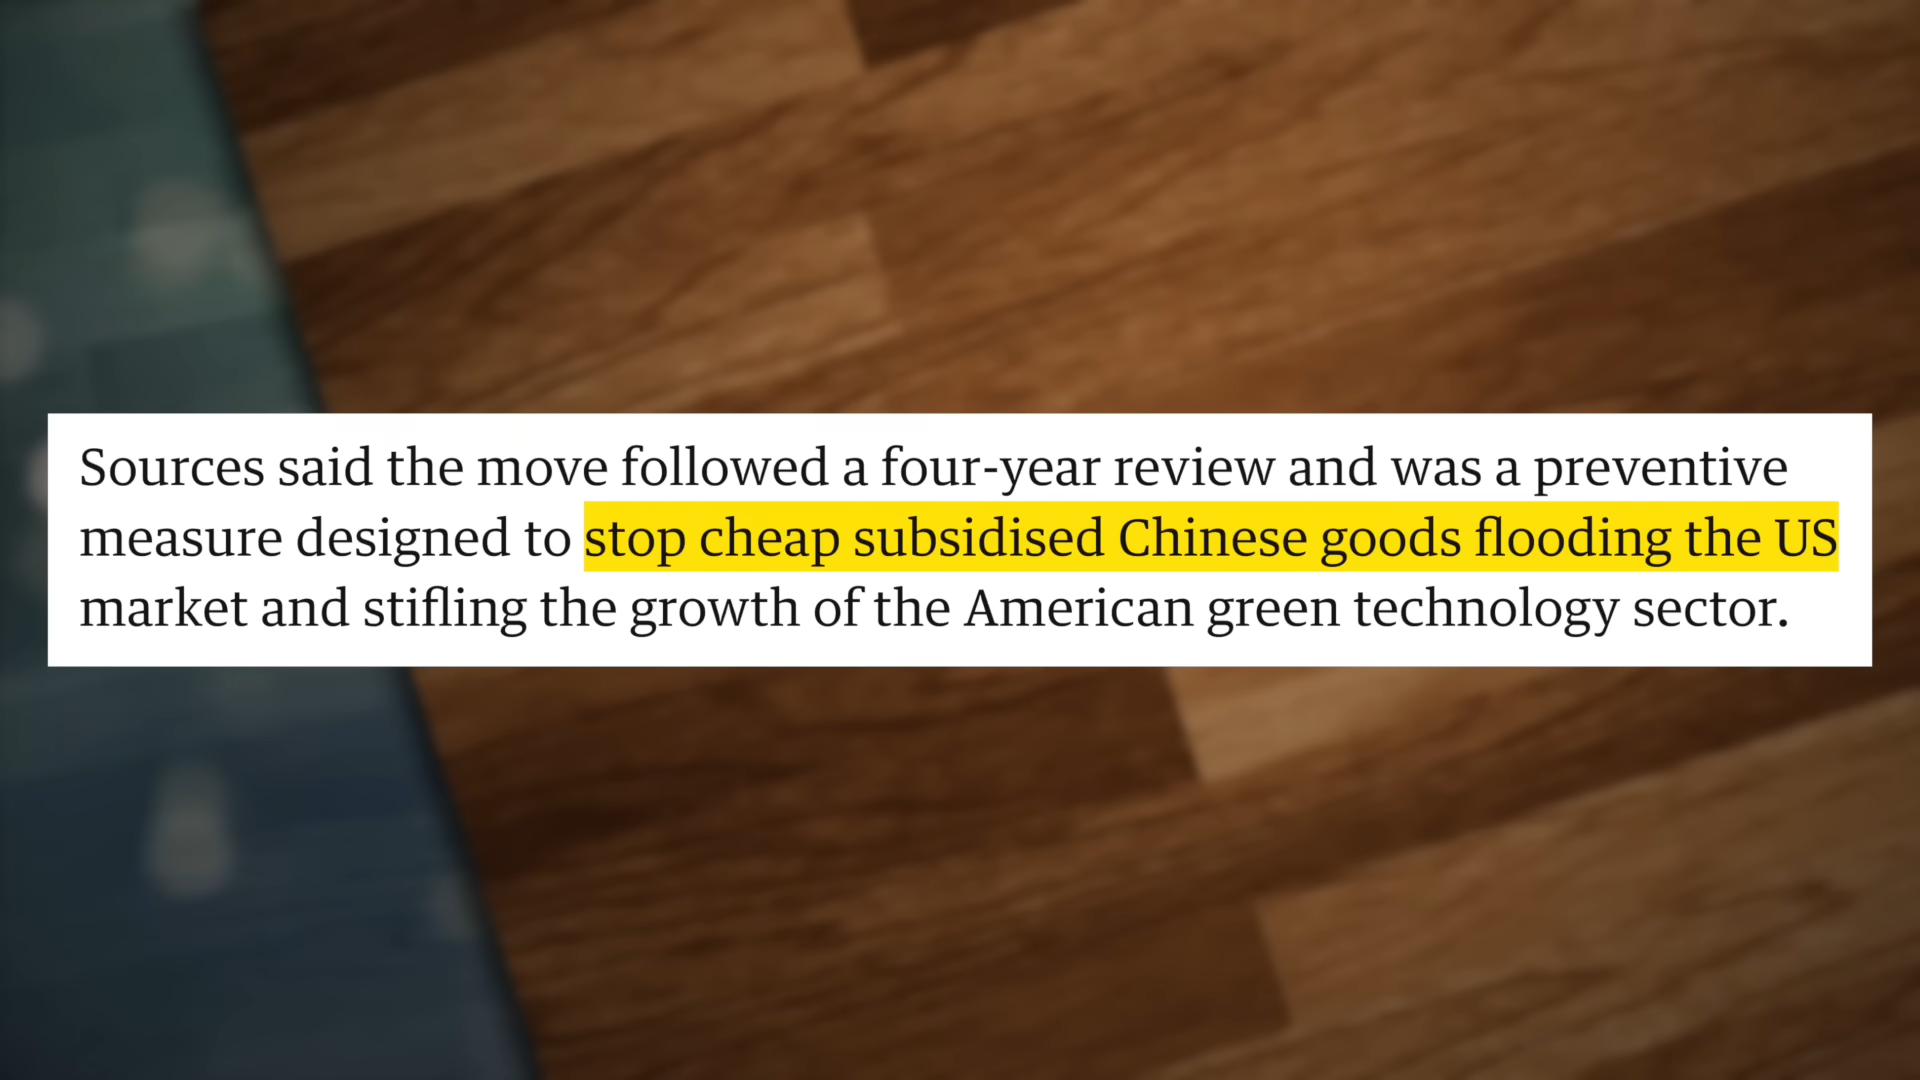 Sources said the move followed a four-year review and was a preventive
measure designed to stop cheap subsidised Chinese goods flooding the US
market and stifling the growth of the American green technology sector.